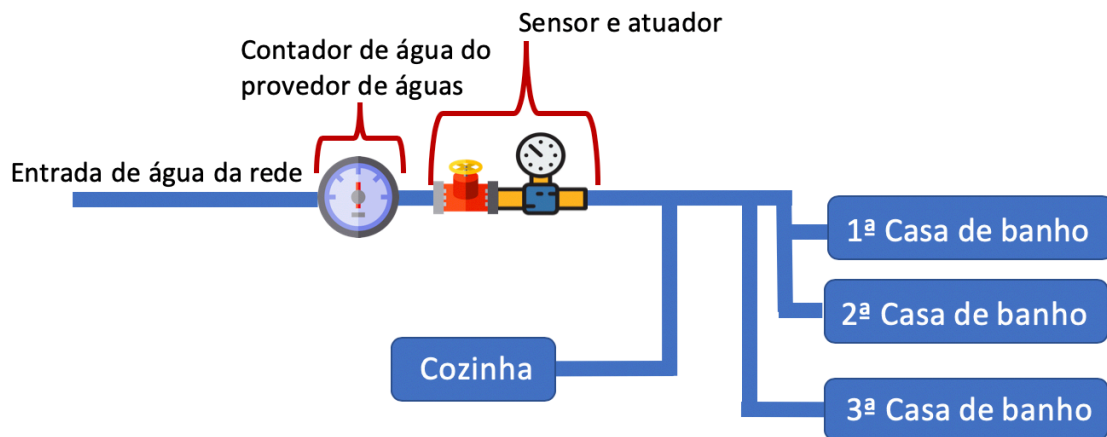 Sensor e atuador
Contador de água do
provedor de águas
Entrada de água da rede
1ª Casa de banho
2ª Casa de banho
Cozinha
3ª Casa de banho